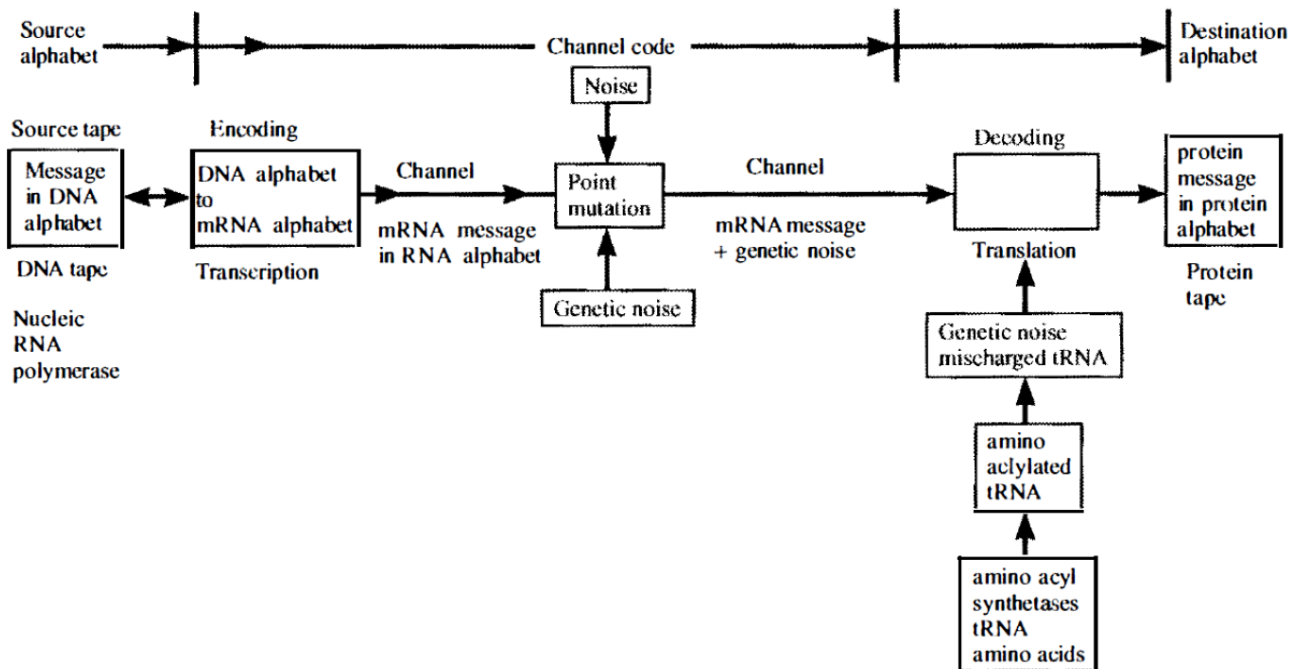 Source
alphabet
Channel code
Destination
alphabet
Noise
Source tape
Encoding
Decoding
Message
in DNA
alphabet
DNA alphabet
to
mRNA alphabet
Channel
Point
mutation
Channel
protein
message
in protein
alphabet
mRNA message
in RNA alphabet
mRNA message
+ genetic noise
DNA tape
Transcription
Translation
Protein
tape
Nucleic
RNA
polymerase
Genetic noise
Genetic noise
mischarged tRNA
amino
aclylated
tRNA
amino acyl
synthetases
tRNA
amino acids